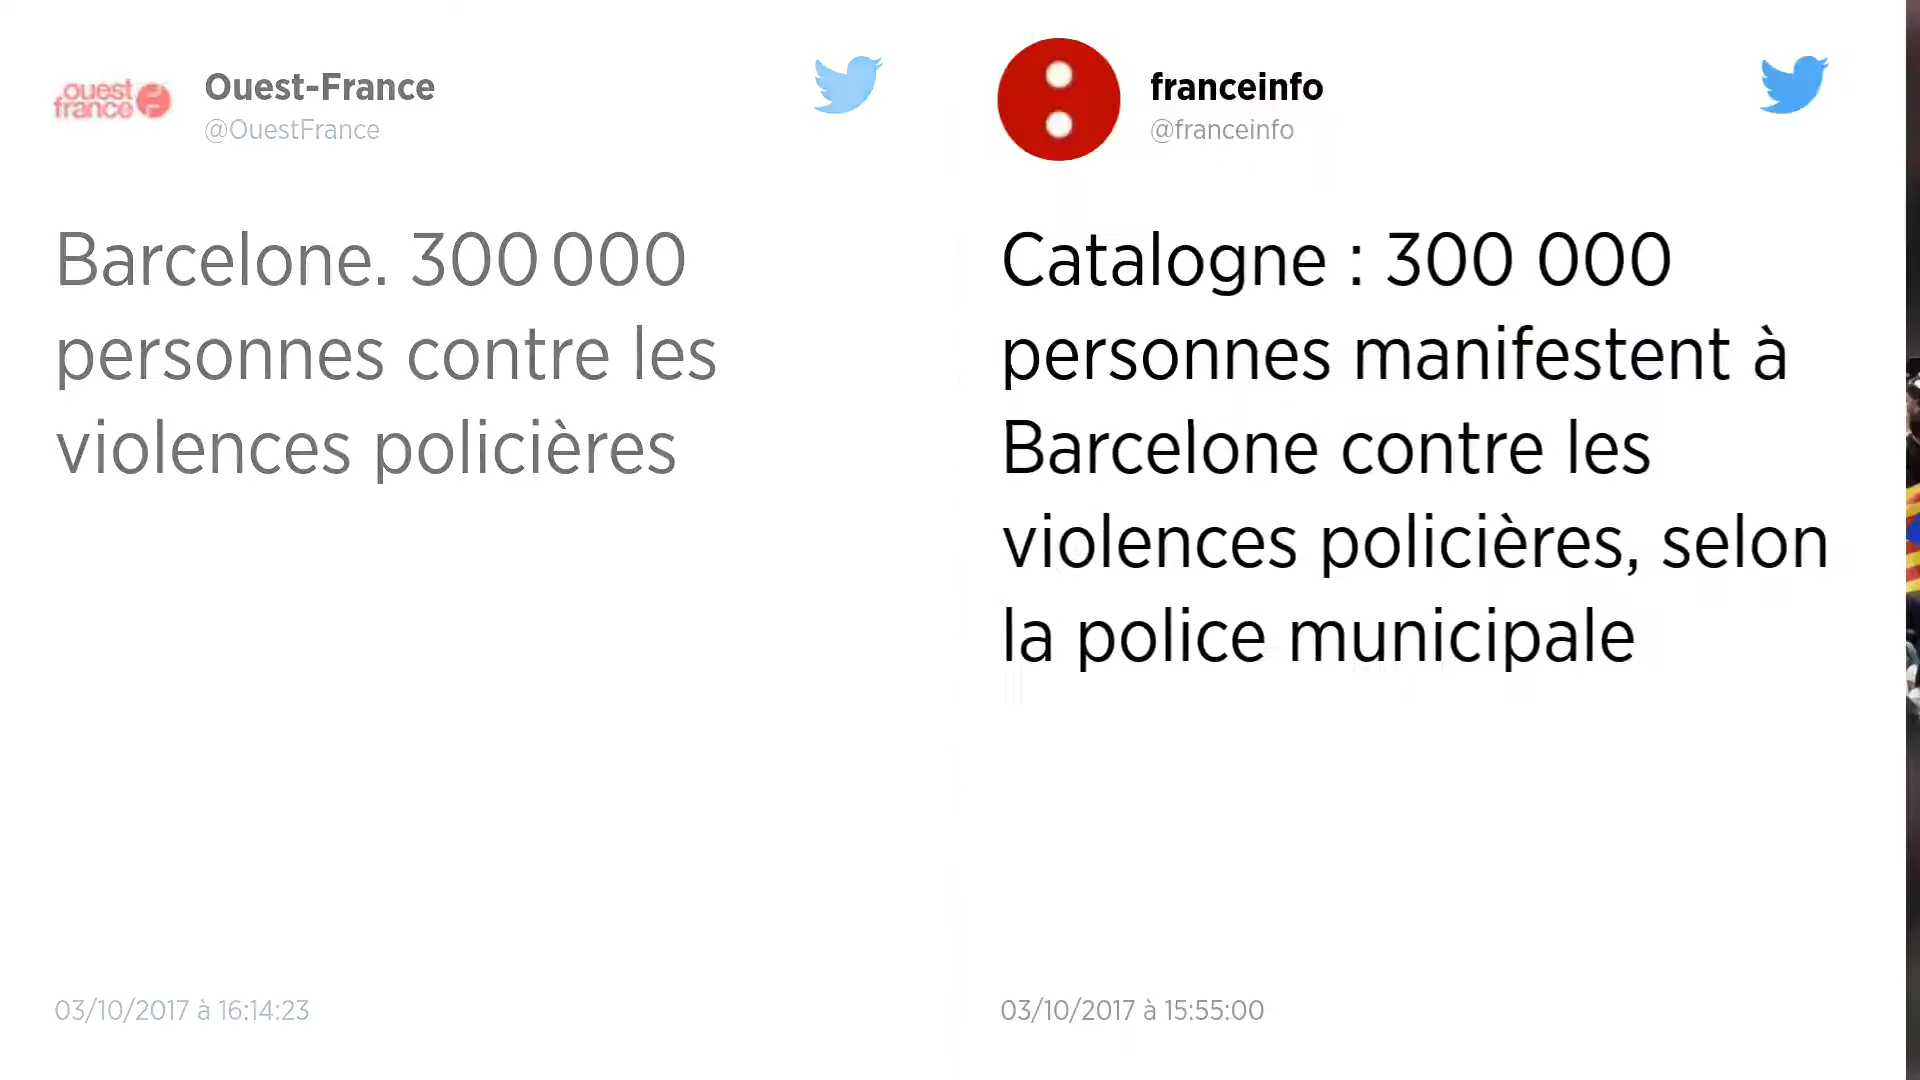 ouest
france
Ouest-France
@OuestFrance
Barcelone. 300 000
personnes contre les
violences policières
03/10/2017 à 16:14:23
franceinfo
@franceinfo
Catalogne : 300 000
personnes manifestent à
Barcelone contre les
violences policières, selon
la police municipale
03/10/2017 à 15:55:00